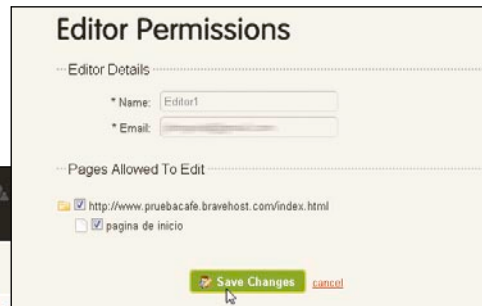 Editor Permissions
Editor Details
* Name: Editor1
* Email:
Pages Allowed To Edit
http://www.pruebacafe.bravehost.com/index.html
pagina de inicio
Save Changes cancel